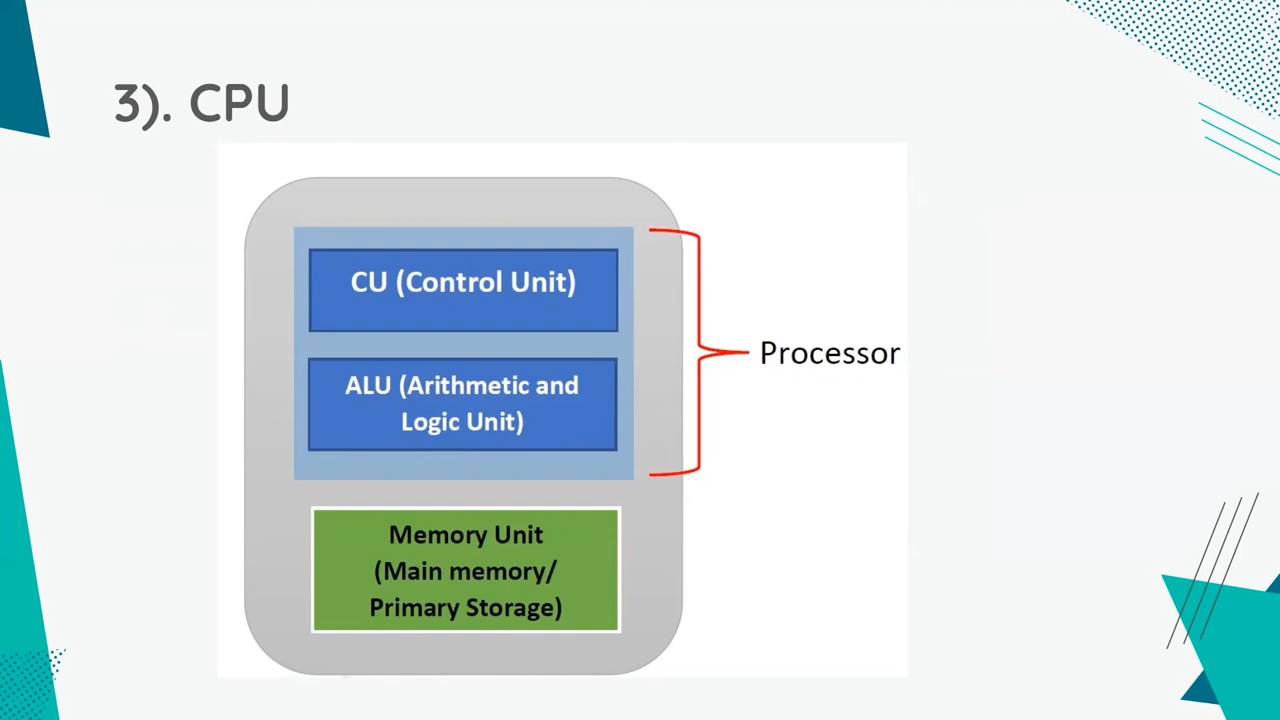 3). CPU
CU (Control Unit)
ALU (Arithmetic and
Logic Unit)
Processor
Memory Unit
(Main memory/
Primary Storage)